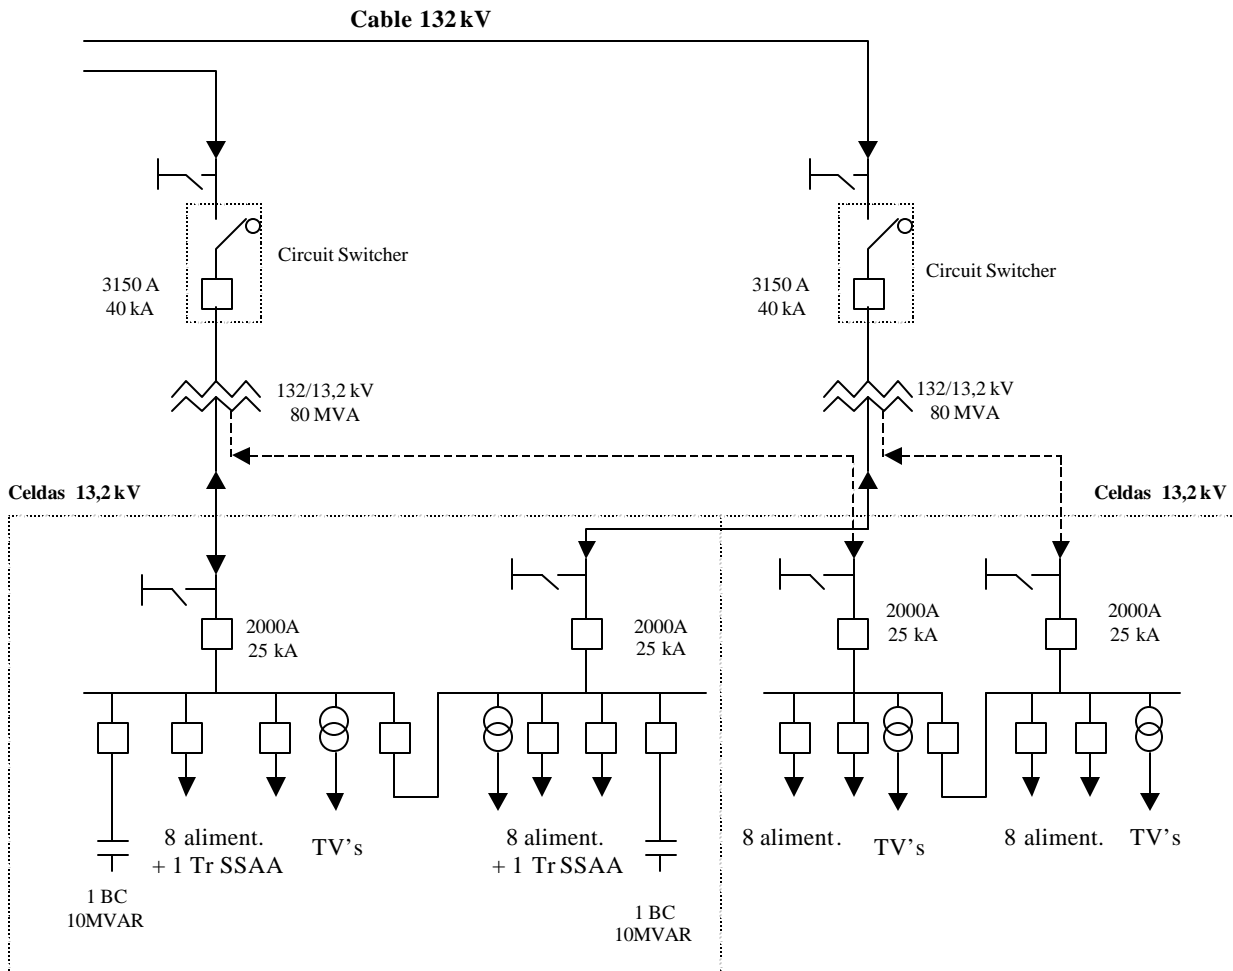 Cable 132 kV
Circuit Switcher
3150 A
40 kA
Circuit Switcher
3150 A
40 kA
132/13,2 kV
80 MVA
132/13,2 kV
80 MVA
Celdas 13,2 kV
Celdas 13,2 kV
2000A
25 kA
2000A
25 kA
2000A
25 kA
2000A
25 kA
8 aliment.
+ 1 Tr SSAA
TV's
8 aliment.
+ 1 Tr SSAA
8 aliment.
TV's
8 aliment.
TV's
1 BC
10MVAR
1 BC
10MVAR